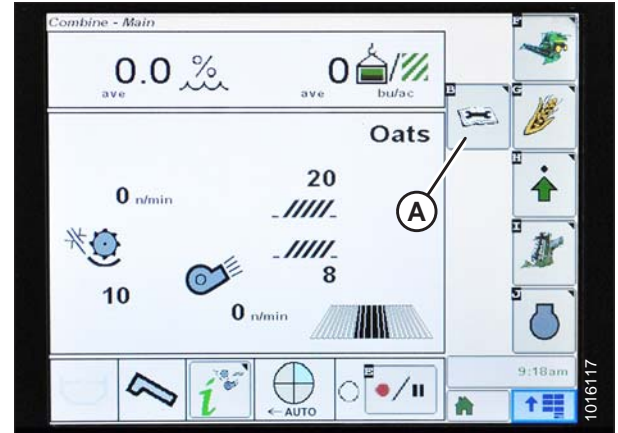 Combine - Main
0.0 %
ave
0
ave
bu/ac
F
B
G
Oats
A
H
0 n/min
20
I
8
10
0 n/min
J
← AUTO
E
9:18am
1016117